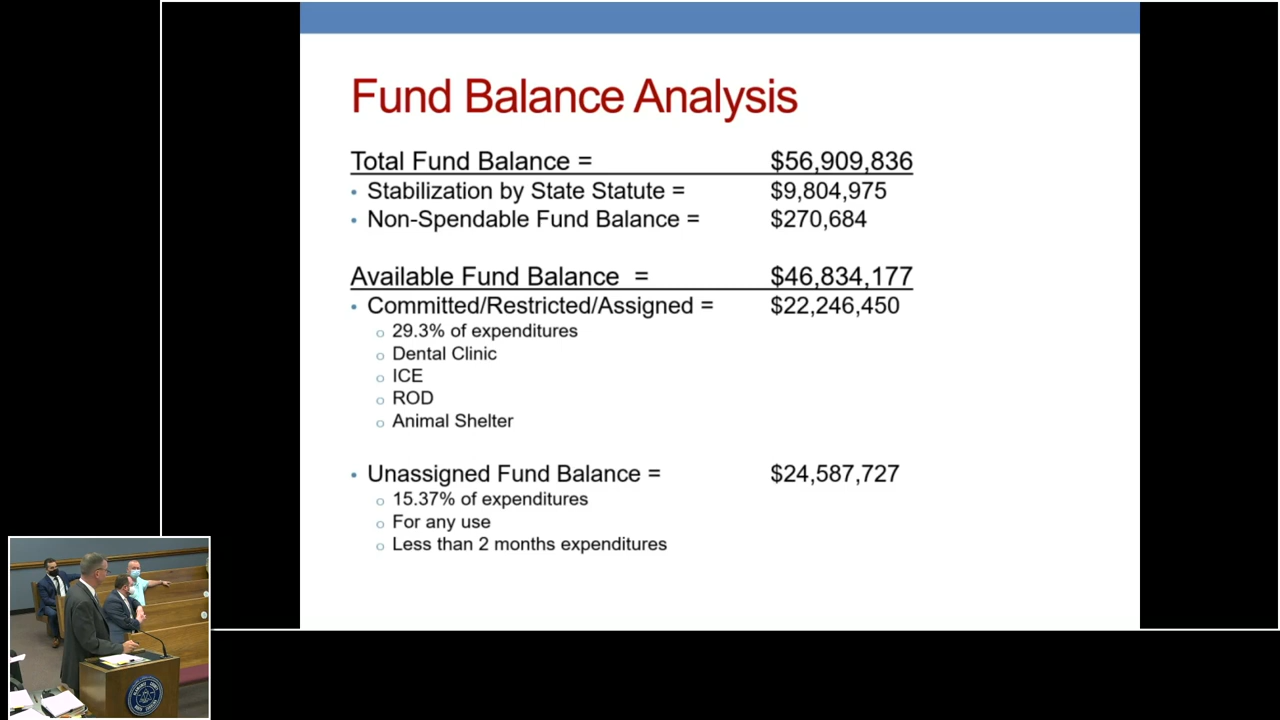 Fund Balance Analysis
Total Fund Balance = $56,909,836
• Stabilization by State Statute = $9,804,975
• Non-Spendable Fund Balance = $270,684
Available Fund Balance = $46,834,177
• Committed/Restricted/Assigned = $22,246,450
o 29.3% of expenditures
o Dental Clinic
o ICE
o ROD
o Animal Shelter
• Unassigned Fund Balance = $24,587,727
o 15.37% of expenditures
o For any use
o Less than 2 months expenditures